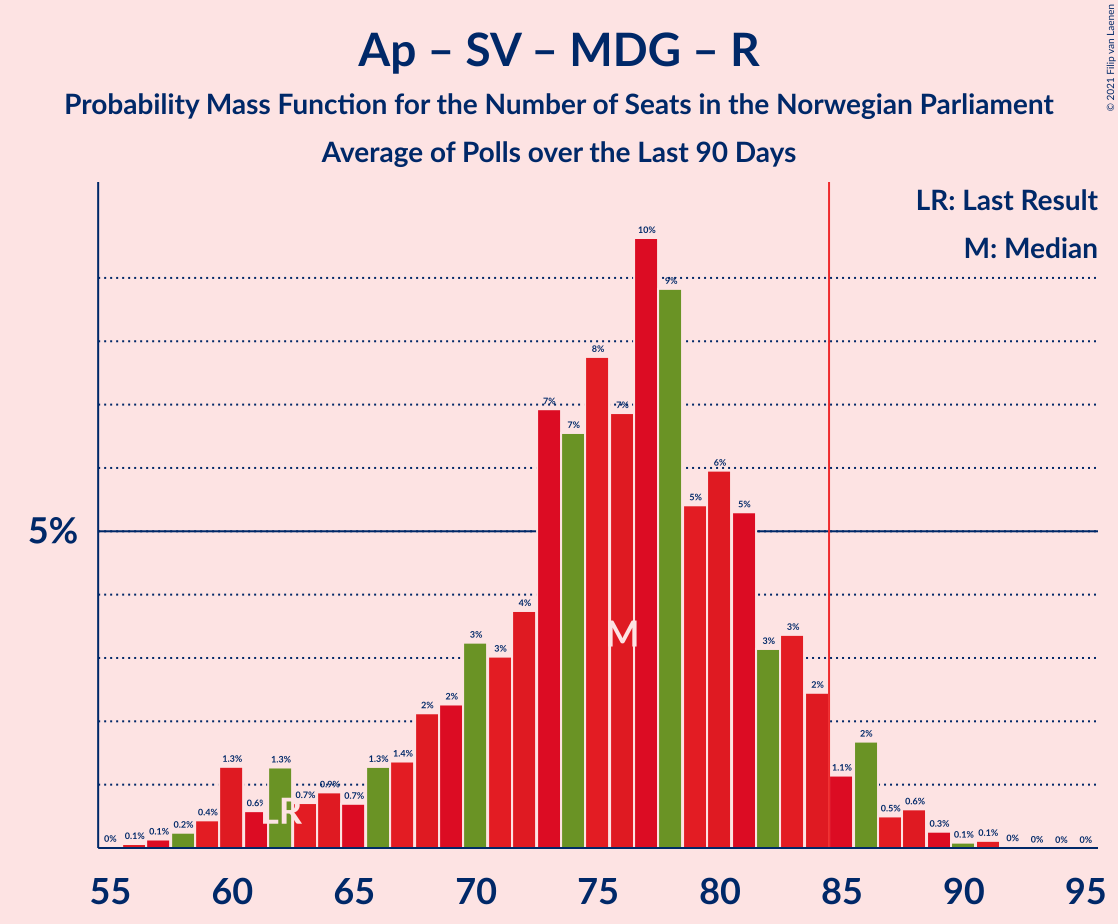 Ap – SV – MDG – R
Probability Mass Function for the Number of Seats in the Norwegian Parliament
Average of Polls over the Last 90 Days
© 2021 Filip van Laenen
LR: Last Result
M: Median
5%
0% 0.1% 0.1% 0.2% 0.4% 1.3% 0.6% 1.3% 0.7% 0.9% 0.7% 1.3% 1.4% 2% 2% 3% 3% 4% 7% 7% 8% 7% 10% 9% 5% 6% 5% 3% 3% 2% 1.1% 2% 0.5% 0.6% 0.3% 0.1% 0.1% 0% 0% 0% 0%
LR
M
55 60 65 70 75 80 85 90 95